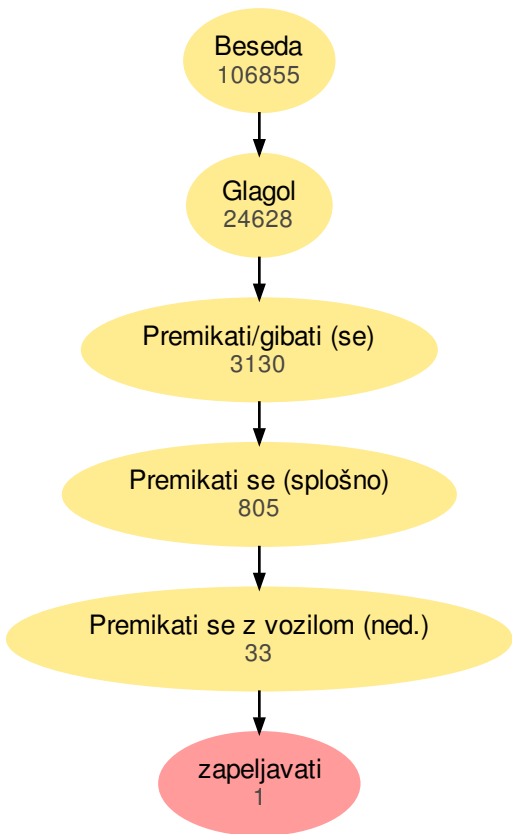 Beseda
106855
Glagol
24628
Premikati/gibati (se)
3130
Premikati se (splošno)
805
Premikati se z vozilom (ned.)
33
zapeljavati
1